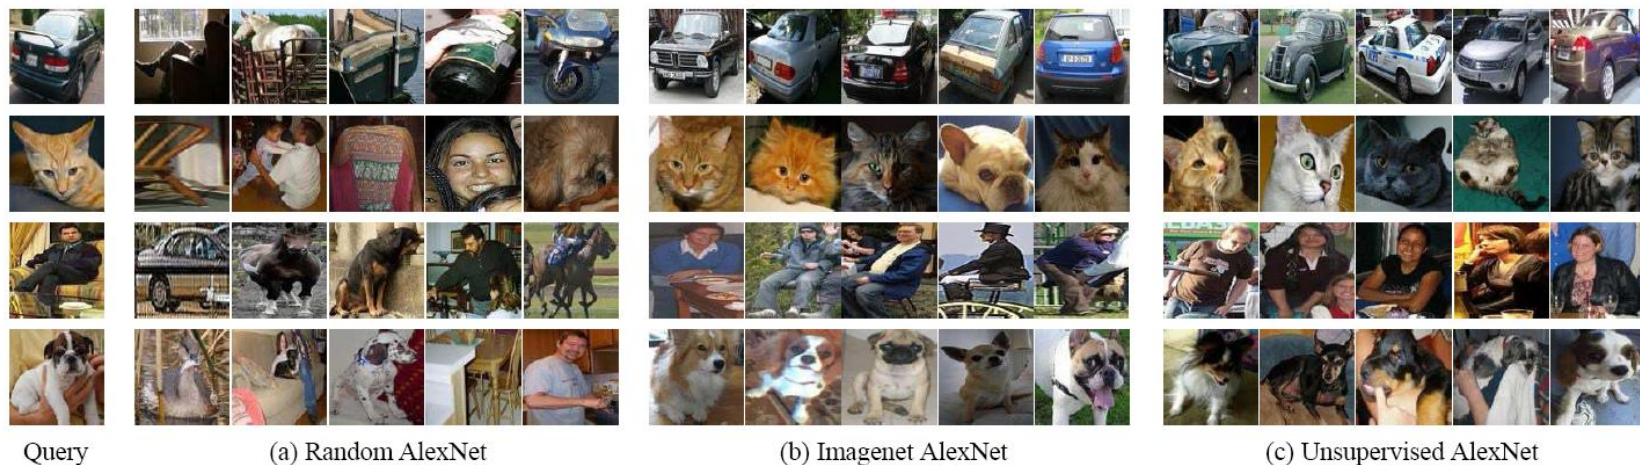 Query
(a) Random AlexNet
(b) Imagenet AlexNet
(c) Unsupervised AlexNet